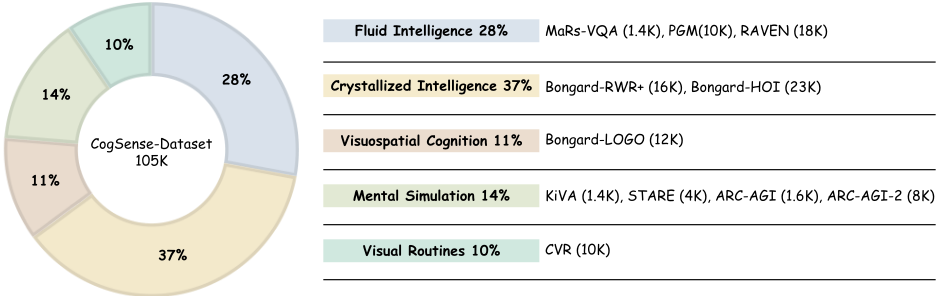 10%
28%
14%
CogSense-Dataset
105K
11%
37%
Fluid Intelligence 28% MaRs-VQA (1.4K), PGM(10K), RAVEN (18K)
Crystallized Intelligence 37% Bongard-RWR+ (16K), Bongard-HOI (23K)
Visuospatial Cognition 11% Bongard-LOGO (12K)
Mental Simulation 14% KiVA (1.4K), STARE (4K), ARC-AGI (1.6K), ARC-AGI-2 (8K)
Visual Routines 10% CVR (10K)